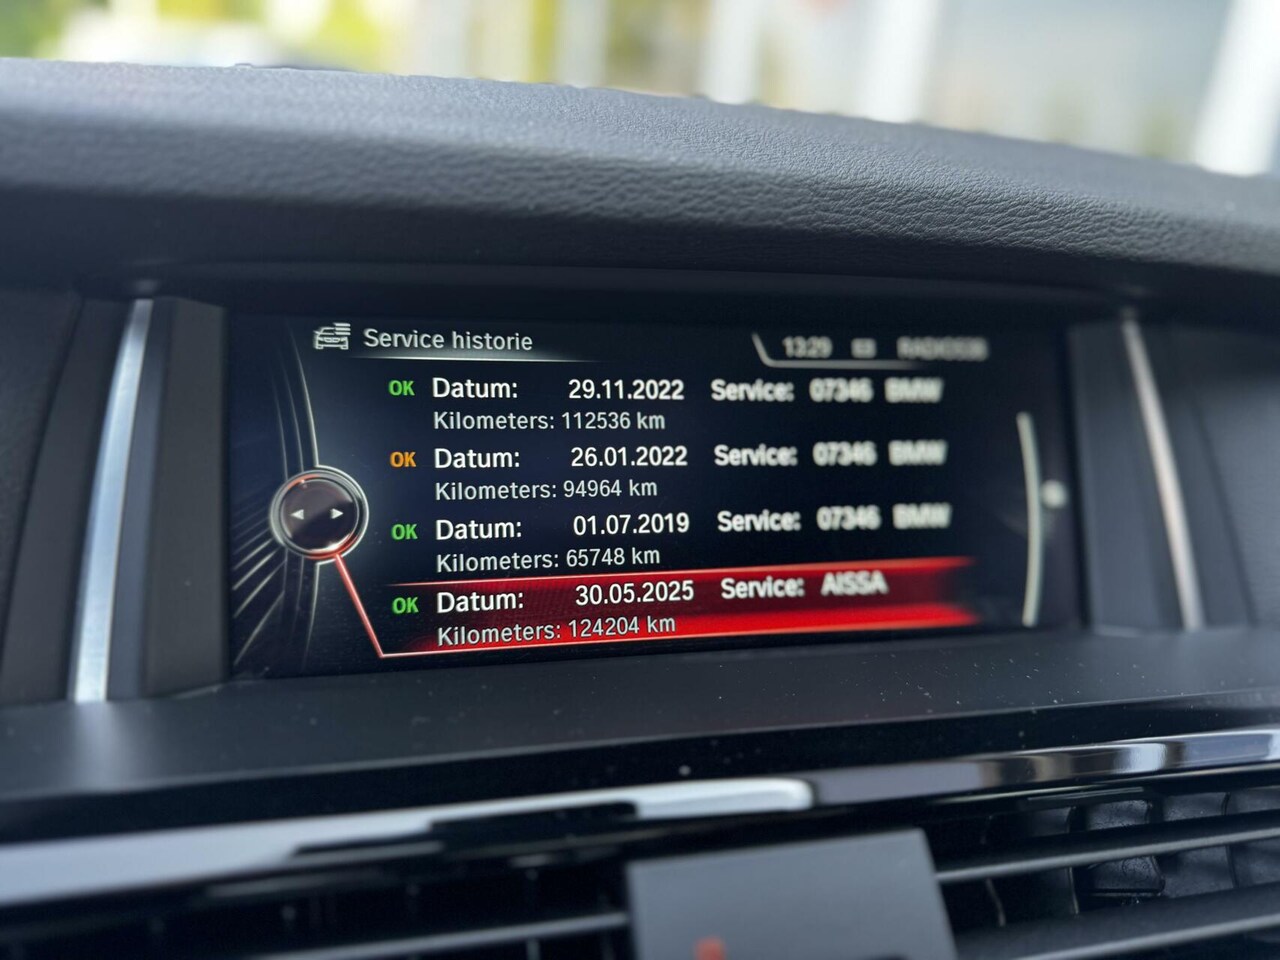 Service historie
13:29
OK Datum: 29.11.2022 Service: 07346 BMW
Kilometers: 112536 km
OK Datum: 26.01.2022 Service: 07346 BMW
Kilometers: 94964 km
OK Datum: 01.07.2019 Service: 07346 BMW
Kilometers: 65748 km
OK Datum: 30.05.2025 Service: AISSA
Kilometers: 124204 km